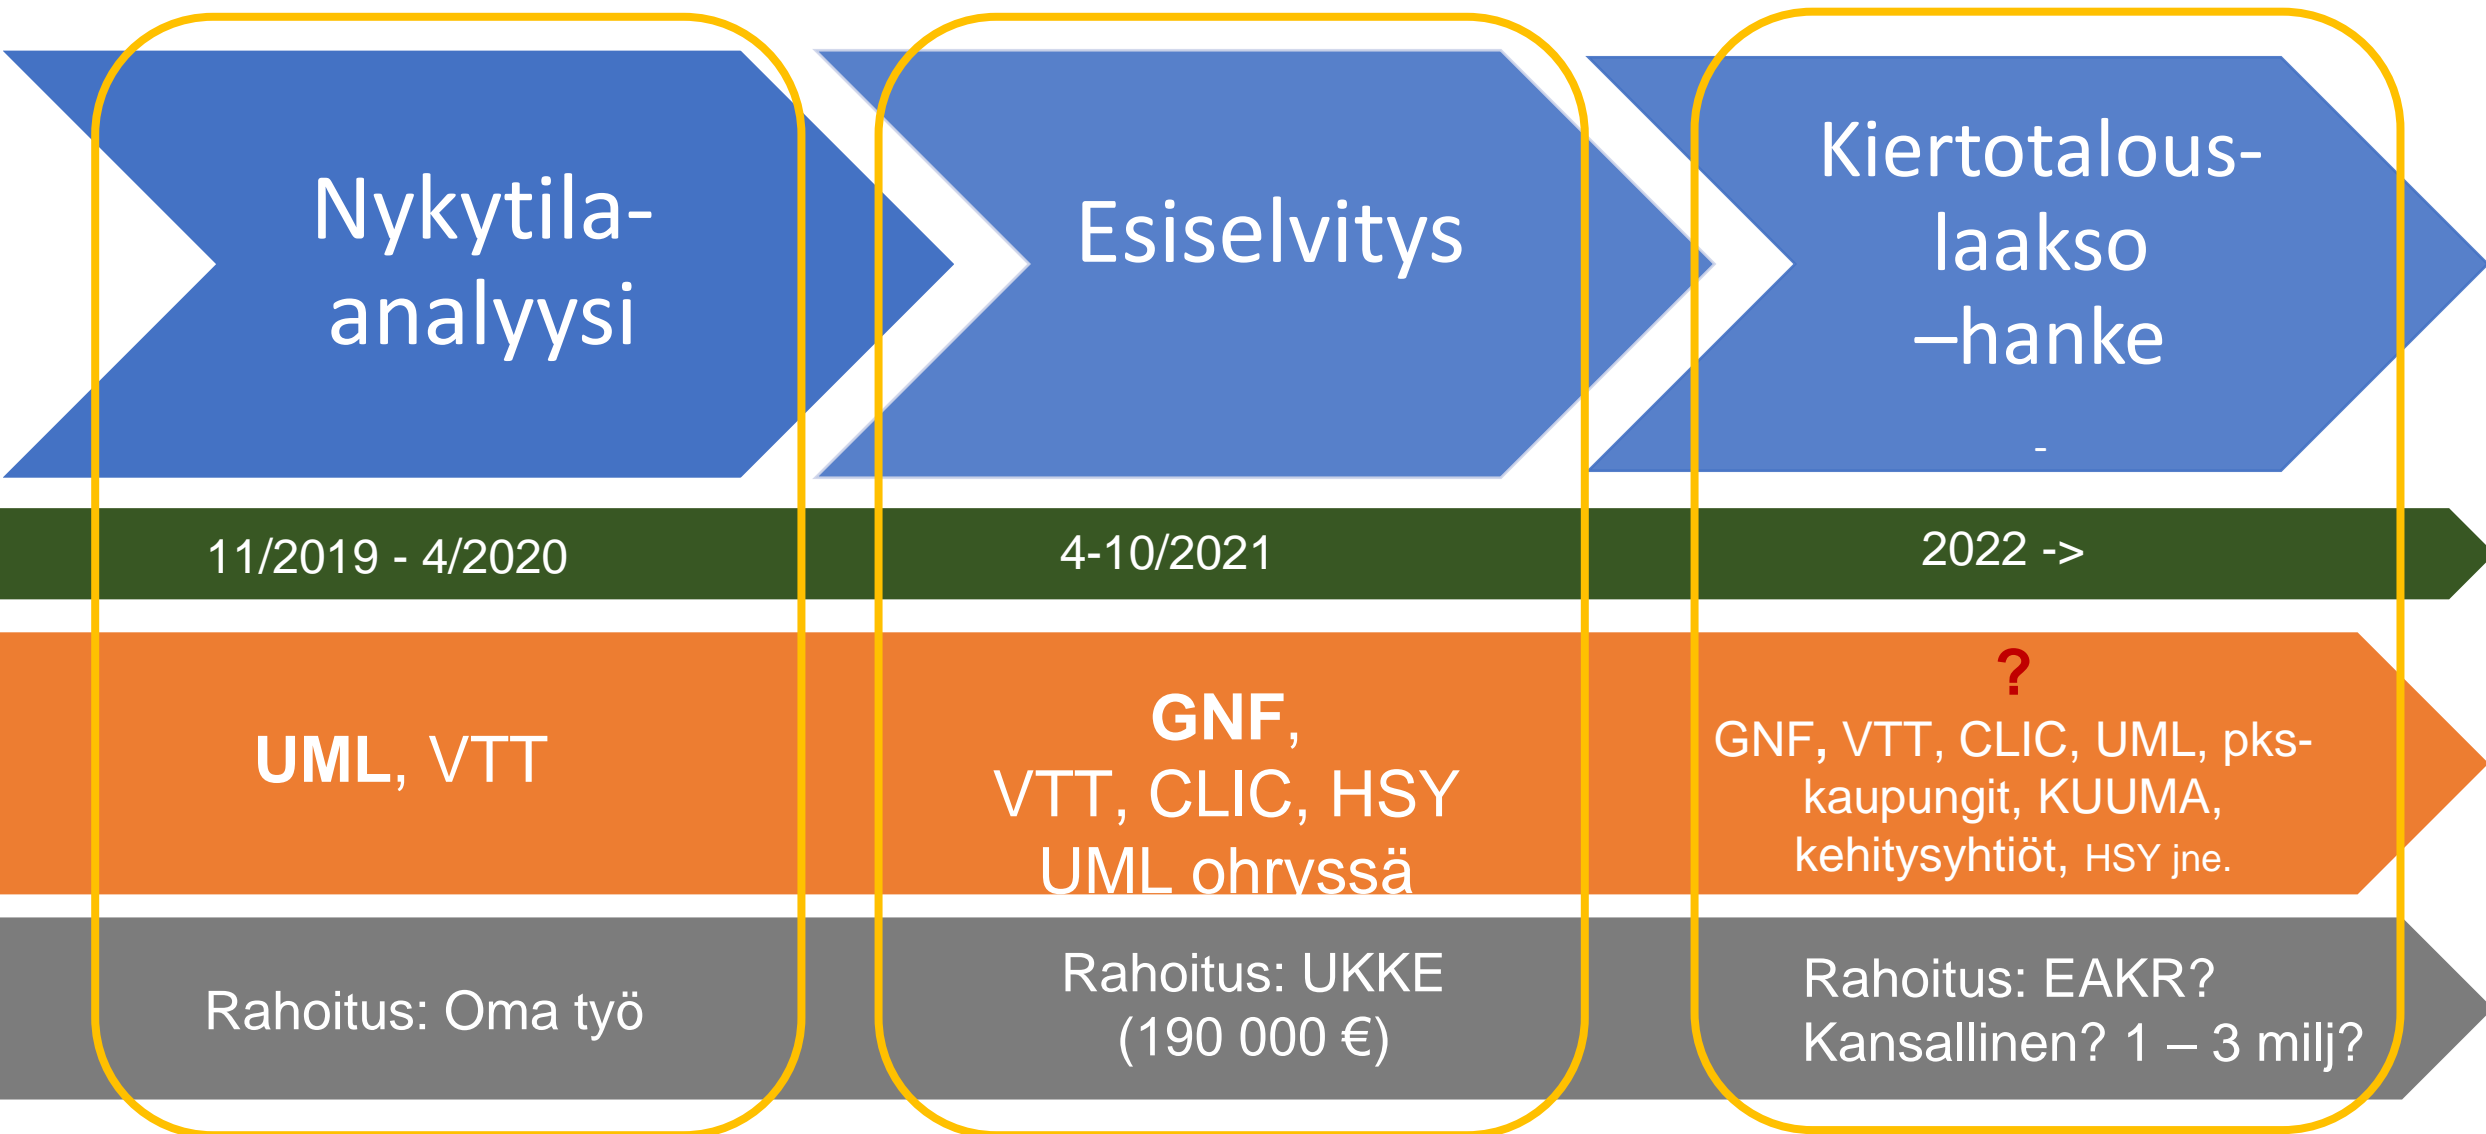 Nykytila-
analyysi
Esiselvitys
Kiertotalous-
laakso
–hanke
-
11/2019 - 4/2020
4-10/2021
2022 ->
UML, VTT
GNF,
VTT, CLIC, HSY
UML ohryssä
?
GNF, VTT, CLIC, UML, pks-
kaupungit, KUUMA,
kehitysyhtiöt, HSY jne.
Rahoitus: Oma työ
Rahoitus: UKKE
(190 000 €)
Rahoitus: EAKR?
Kansallinen? 1 – 3 milj?